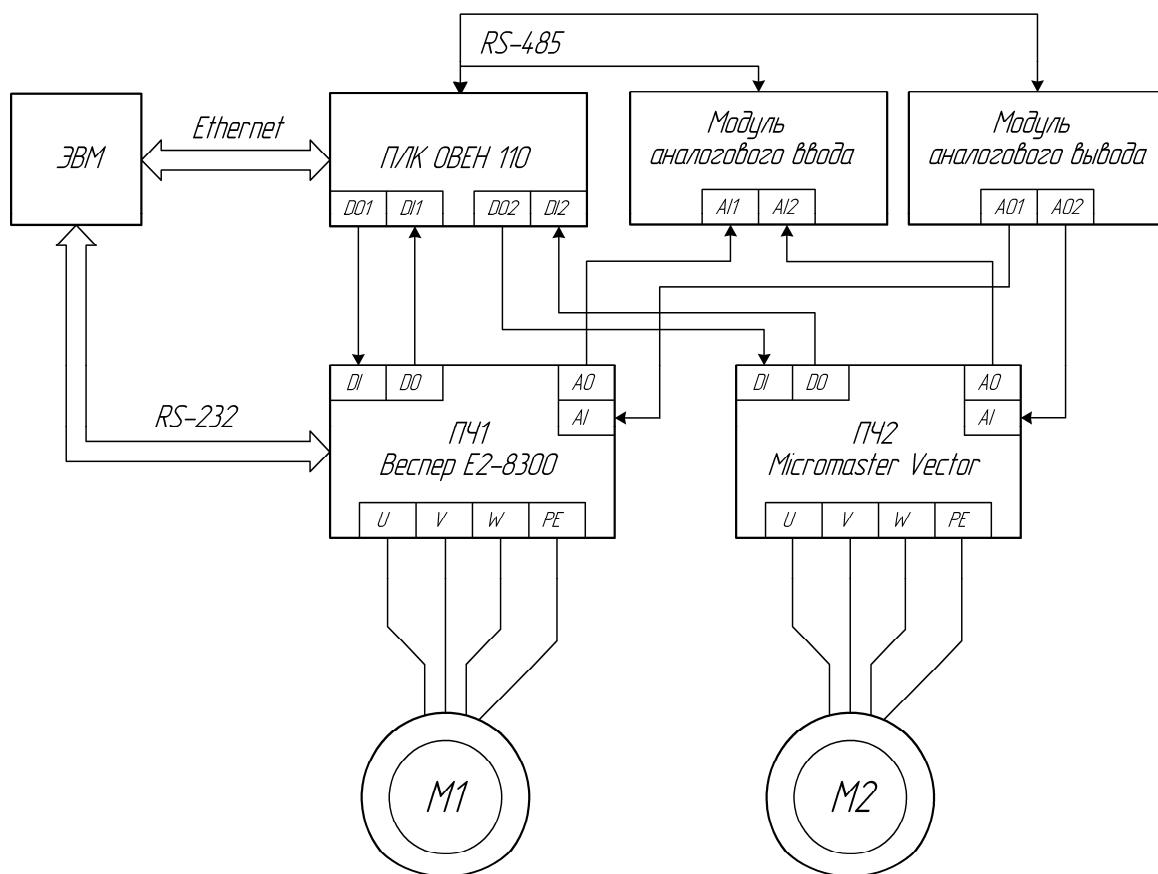 RS-485
ЭВМ
Ethernet
ПЛК ОВЕН 110
DO1 DI1 DO2 DI2
Модуль
аналогового ввода
AI1 AI2
Модуль
аналогового вывода
AO1 AO2
RS-232
DI DO
AO
AI
ПЧ1
Веспер E2-8300
U V W PE
DI DO
AO
AI
ПЧ2
Micromaster Vector
U V W PE
M1
M2